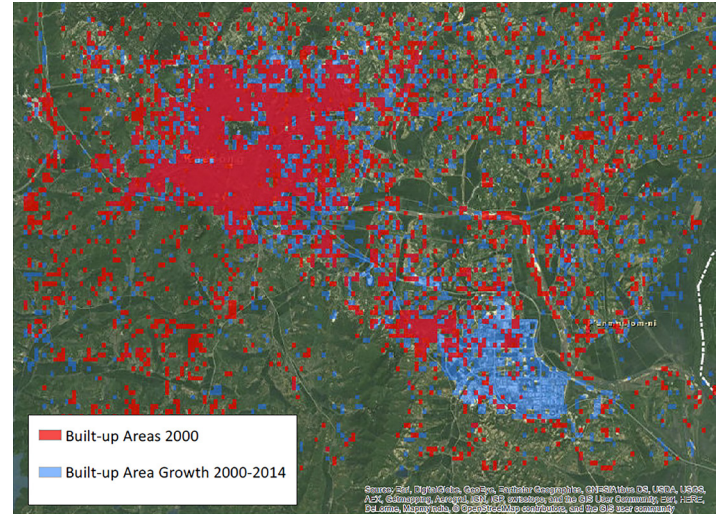 Built-up Areas 2000
Built-up Area Growth 2000-2014
Source: Esri, DigitalGlobe, GeoEye, Earthstar Geographics, CNES/Airbus DS, USDA, USGS,
AEX, Getmapping, Aerogrid, IGN, IGP, swisstopo, and the GIS User Community, Esri, HERE,
DeLorme, MapmyIndia, © OpenStreetMap contributors, and the GIS user community